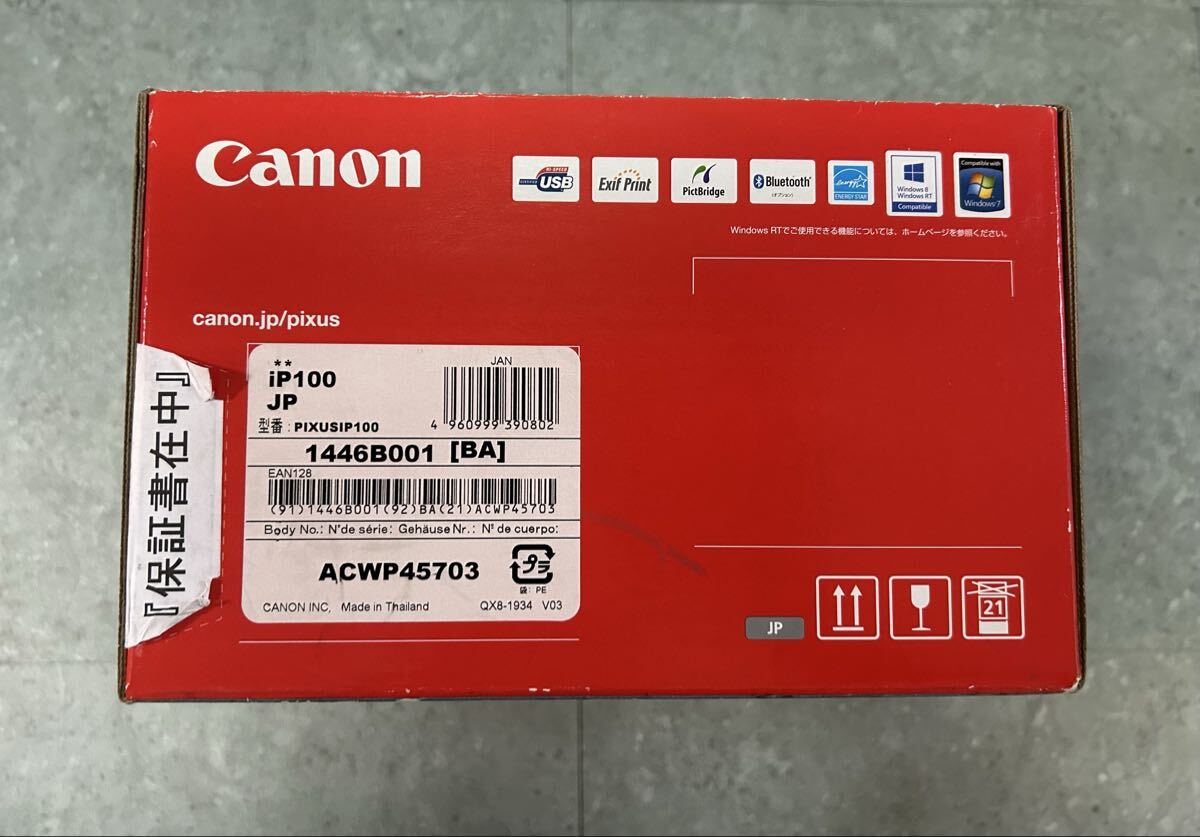 Canon
HI-SPEED
CERTIFIED USB
Exif Print
PictBridge
Bluetooth®
(オプション)
ENERGY STAR
Windows 8
Windows RT
Compatible
Compatible with
Windows 7
Windows RTでご使用できる機能については、ホームページを参照ください。
canon.jp/pixus
『保証書在中』
**
iP100
JP
型番 : PIXUSIP100
JAN
4 960999 390802
1446B001 [BA]
EAN128
(91)1446B001(92)BA(21)ACWP45703
Body No.: N°de série: Gehäuse Nr.: Nº de cuerpo:
ACWP45703
プラ
袋: PE
CANON INC, Made in Thailand
QX8-1934 V03
JP
21